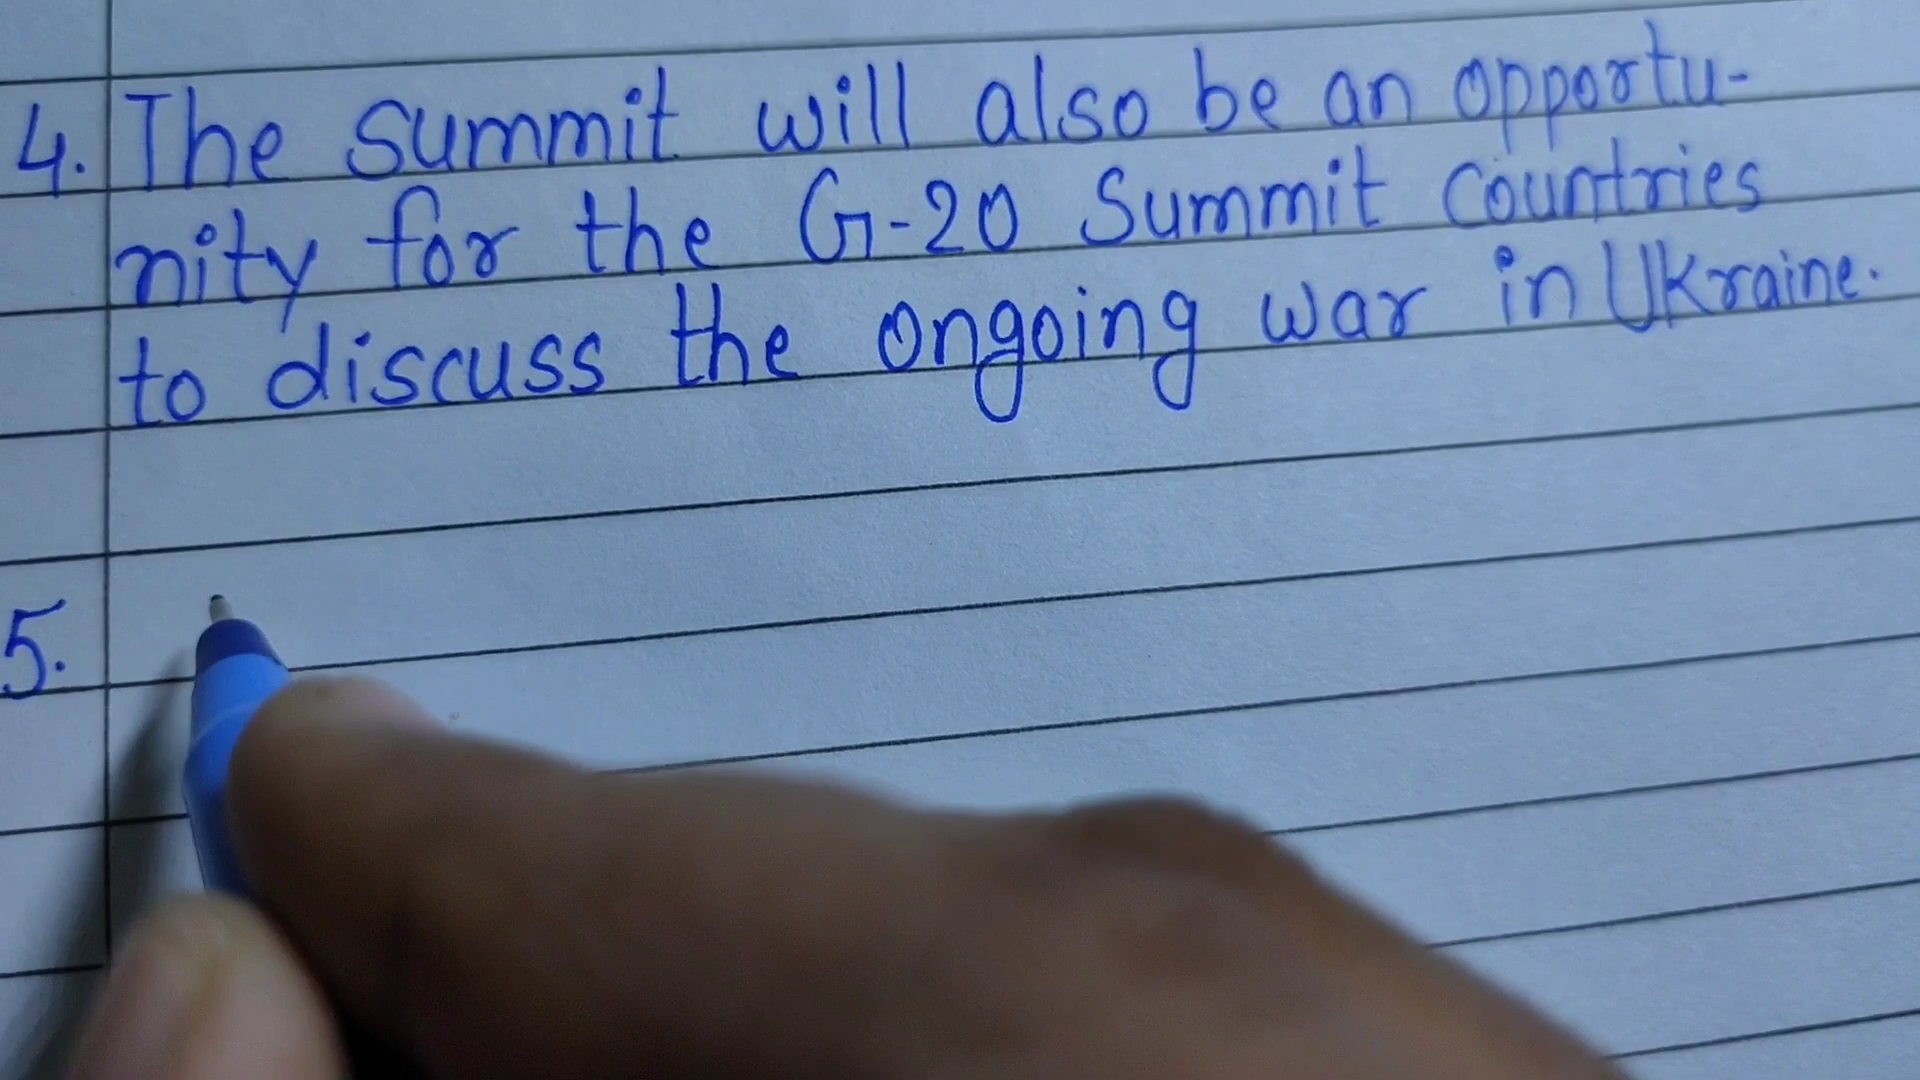 4. The Summit will also be an opportu-
nity for the G-20 Summit Countries
to discuss the ongoing war in Ukraine.
5.